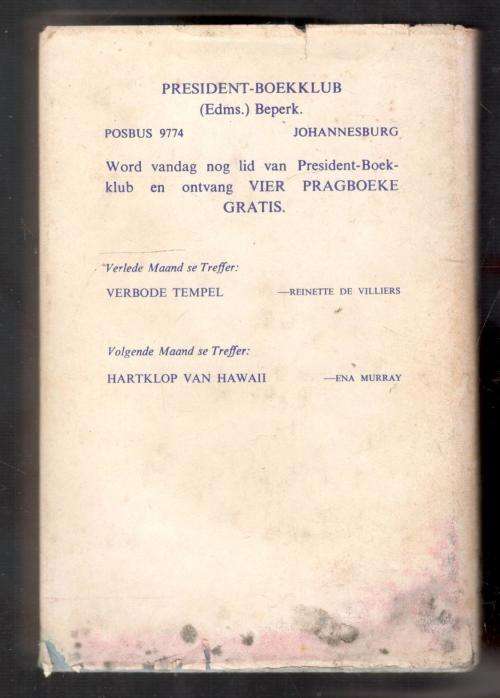 PRESIDENT-BOEKKLUB
(Edms.) Beperk.
POSBUS 9774 JOHANNESBURG
Word vandag nog lid van President-Boek-
klub en ontvang VIER PRAGBOEKE
GRATIS.
Verlede Maand se Treffer:
VERBODE TEMPEL —REINETTE DE VILLIERS
Volgende Maand se Treffer:
HARTKLOP VAN HAWAII —ENA MURRAY